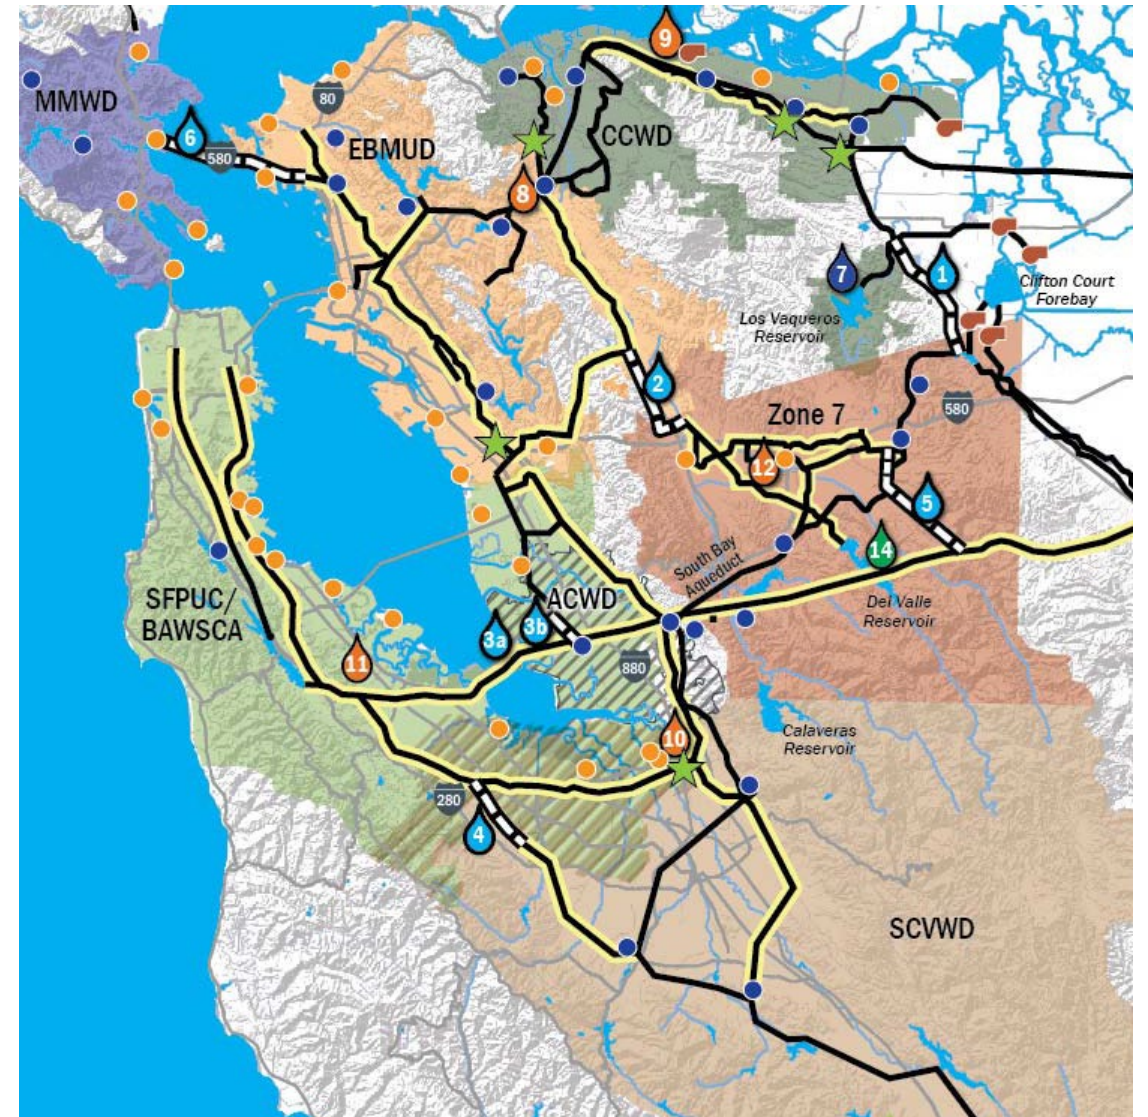 9
MMWD
80
6
580
EBMUD
CCWD
8
7
1
Clifton Court
Forebay
Los Vaqueros
Reservoir
2
Zone 7
580
12
5
14
South Bay
Aqueduct
SFPUC/
BAWSCA
ACWD
Del Valle
Reservoir
3a
3b
11
880
10
Calaveras
Reservoir
280
4
SCVWD